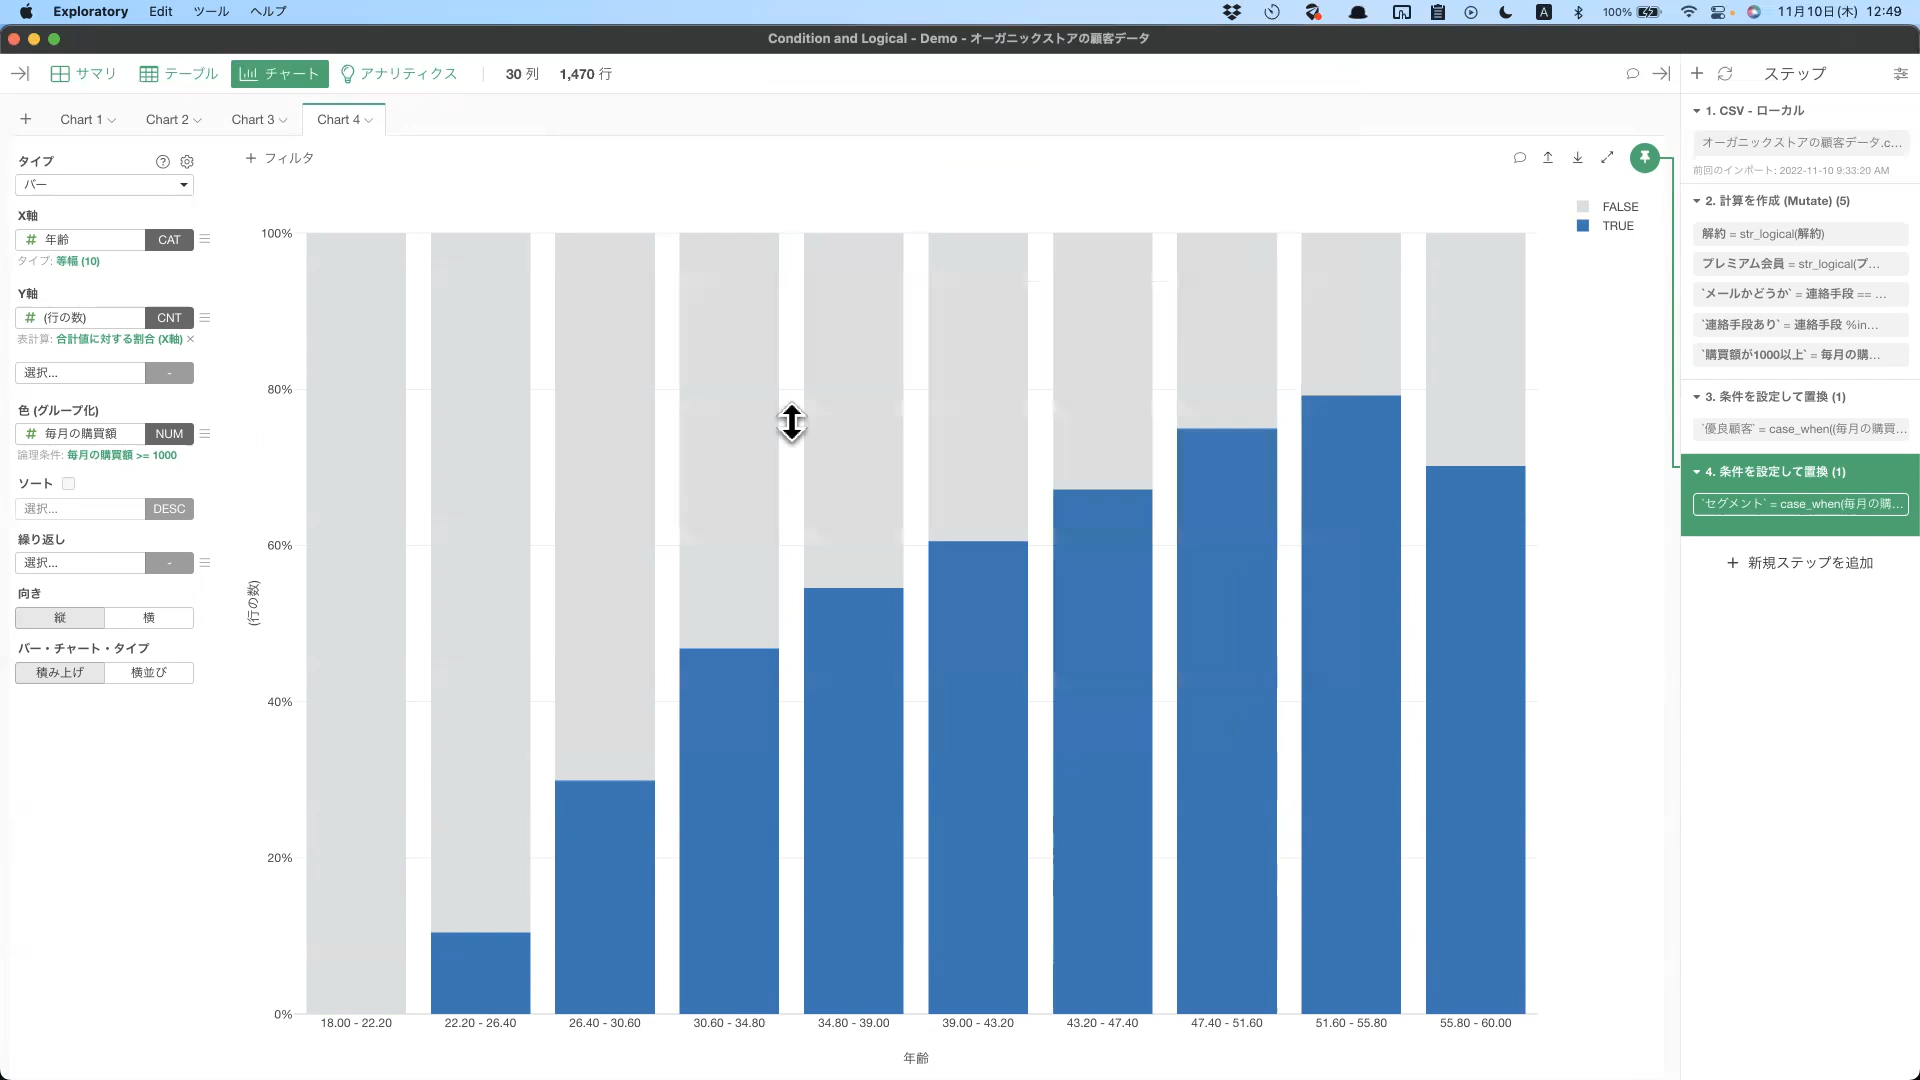 Exploratory Edit ツール ヘルプ
A 100% 11月10日(木) 12:49
Condition and Logical - Demo - オーガニックストアの顧客データ
サマリ テーブル チャート アナリティクス 30 列 1,470 行
ステップ
Chart 1 Chart 2 Chart 3 Chart 4
タイプ
バー
X軸
# 年齢 CAT
タイプ: 等幅 (10)
Y軸
# (行の数) CNT
表計算: 合計値に対する割合 (X軸) ×
選択... -
色 (グループ化)
# 毎月の購買額 NUM
論理条件: 毎月の購買額 >= 1000
ソート
選択... DESC
繰り返し
選択... -
向き
縦 横
バー・チャート・タイプ
積み上げ 横並び
+ フィルタ
FALSE
TRUE
100%
80%
60%
40%
20%
0%
(行の数)
18.00 - 22.20 22.20 - 26.40 26.40 - 30.60 30.60 - 34.80 34.80 - 39.00 39.00 - 43.20 43.20 - 47.40 47.40 - 51.60 51.60 - 55.80 55.80 - 60.00
年齢
1. CSV - ローカル
オーガニックストアの顧客データ.c...
前回のインポート: 2022-11-10 9:33:20 AM
2. 計算を作成 (Mutate) (5)
解約 = str_logical(解約)
プレミアム会員 = str_logical(プ...
`メールかどうか` = 連絡手段 == ...
`連絡手段あり` = 連絡手段 %in...
`購買額が1000以上` = 毎月の購...
3. 条件を設定して置換 (1)
`優良顧客` = case_when((毎月の購買...
4. 条件を設定して置換 (1)
`セグメント` = case_when(毎月の購...
+ 新規ステップを追加